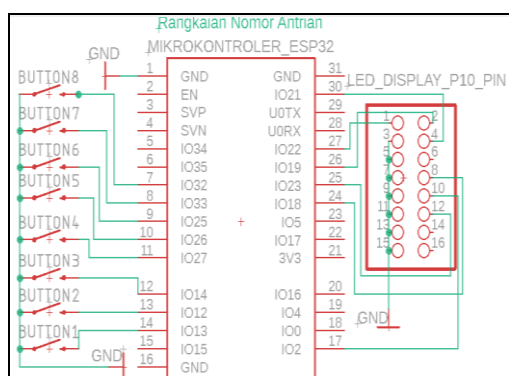 Rangkaian Nomor Antrian
MIKROKONTROLER_ESP32
GND
LED_DISPLAY_P10_PIN
BUTTON8
BUTTON7
BUTTON6
BUTTON5
BUTTON4
BUTTON3
BUTTON2
BUTTON1
GND
1 GND
2 EN
3 SVP
4 SVN
5 IO34
6 IO35
7 IO32
8 IO33
9 IO25
10 IO26
11 IO27
12 IO14
13 IO12
14 IO13
15 IO15
16 GND
GND 31
IO21 30
U0TX 29
U0RX 28
IO22 27
IO19 26
IO23 25
IO18 24
IO5 23
IO17 22
3V3 21
IO16 20
IO4 19
IO0 18
IO2 17
1 2
3 4
5 6
7 8
9 10
11 12
13 14
15 16
GND